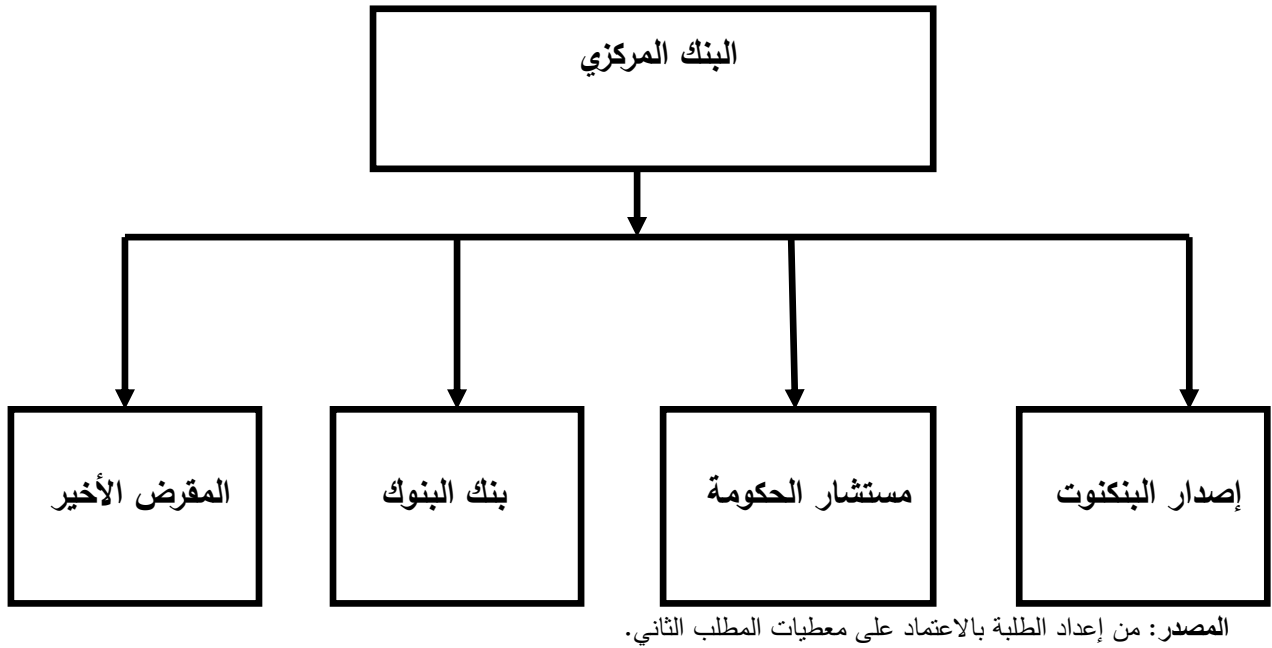 البنك المركزي
إصدار البنكنوت
مستشار الحكومة
بنك البنوك
المقرض الأخير
المصدر: من إعداد الطلبة بالاعتماد على معطيات المطلب الثاني.